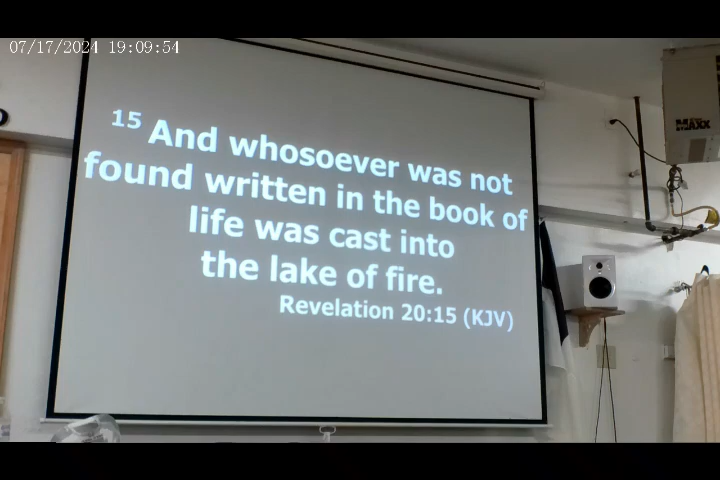 07/17/2024 19:09:54
15 And whosoever was not
found written in the book of
life was cast into
the lake of fire.
Revelation 20:15 (KJV)
MAXX